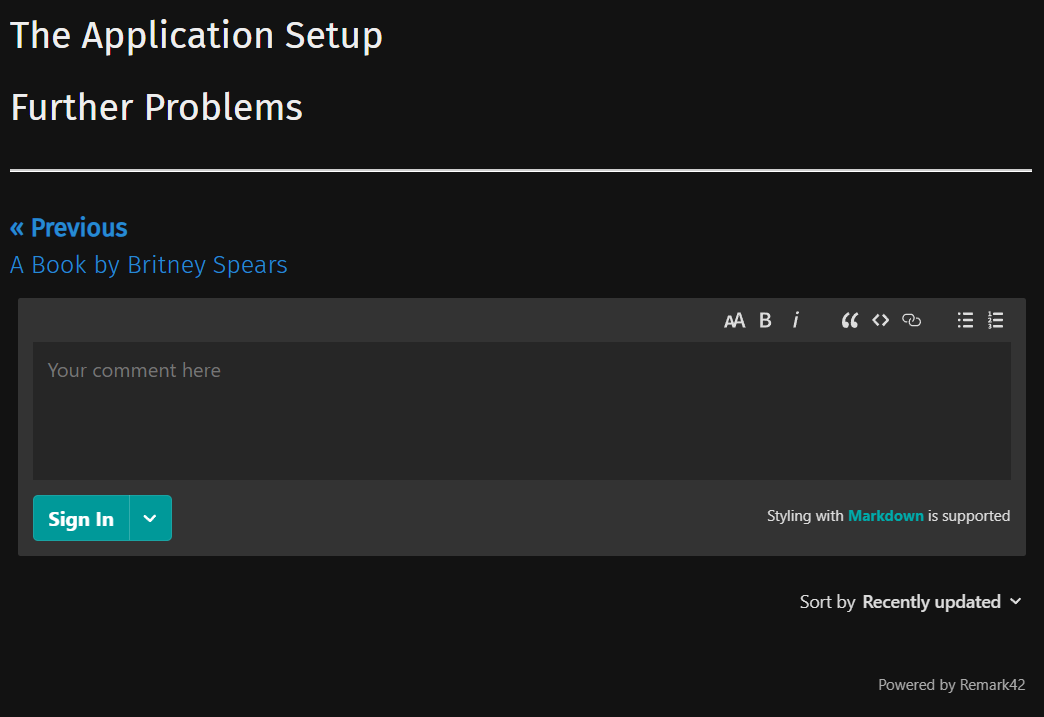 The Application Setup
Further Problems
« Previous
A Book by Britney Spears
AA B i
Your comment here
Sign In
Styling with Markdown is supported
Sort by Recently updated
Powered by Remark42